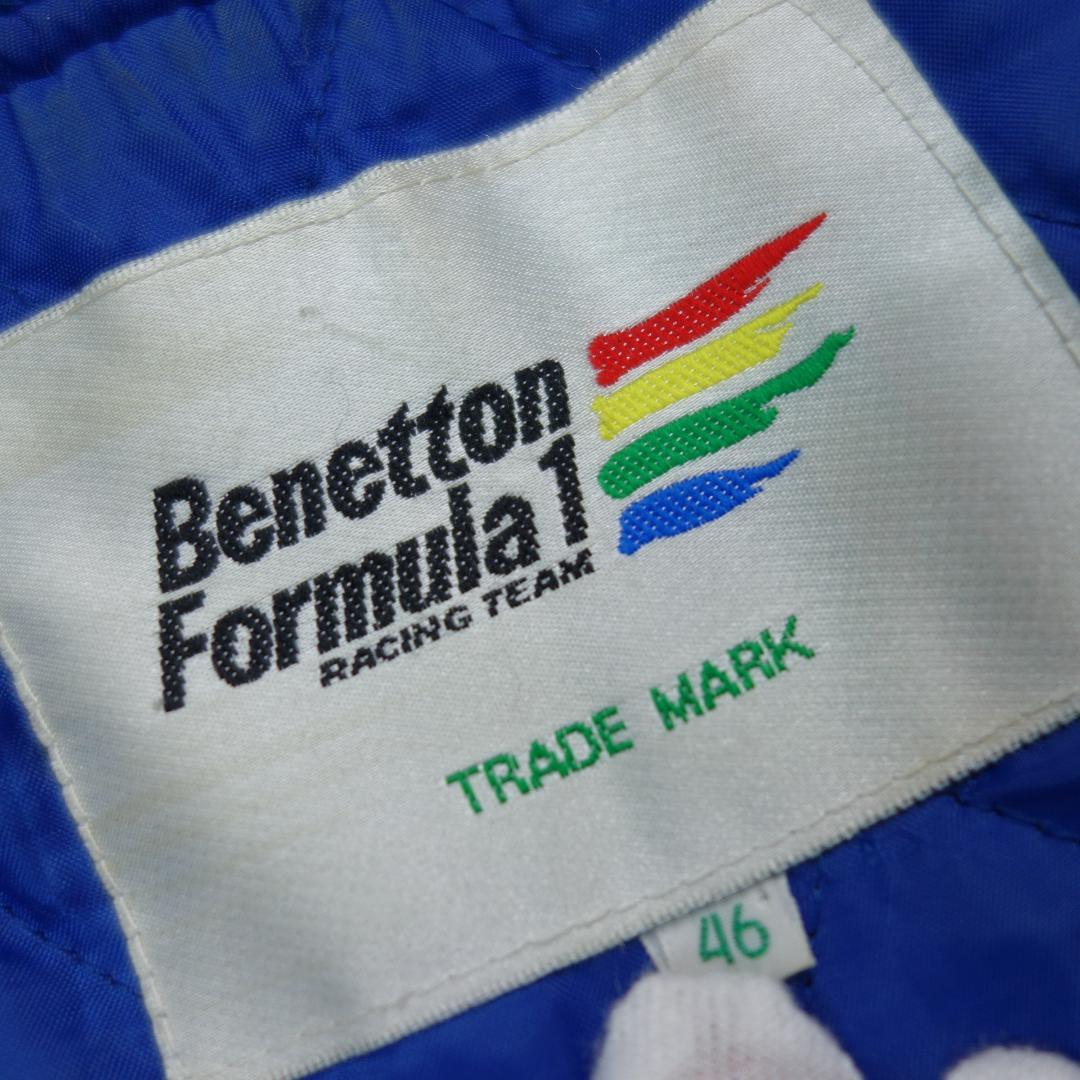 Benetton
Formula 1
RACING TEAM
TRADE MARK
46